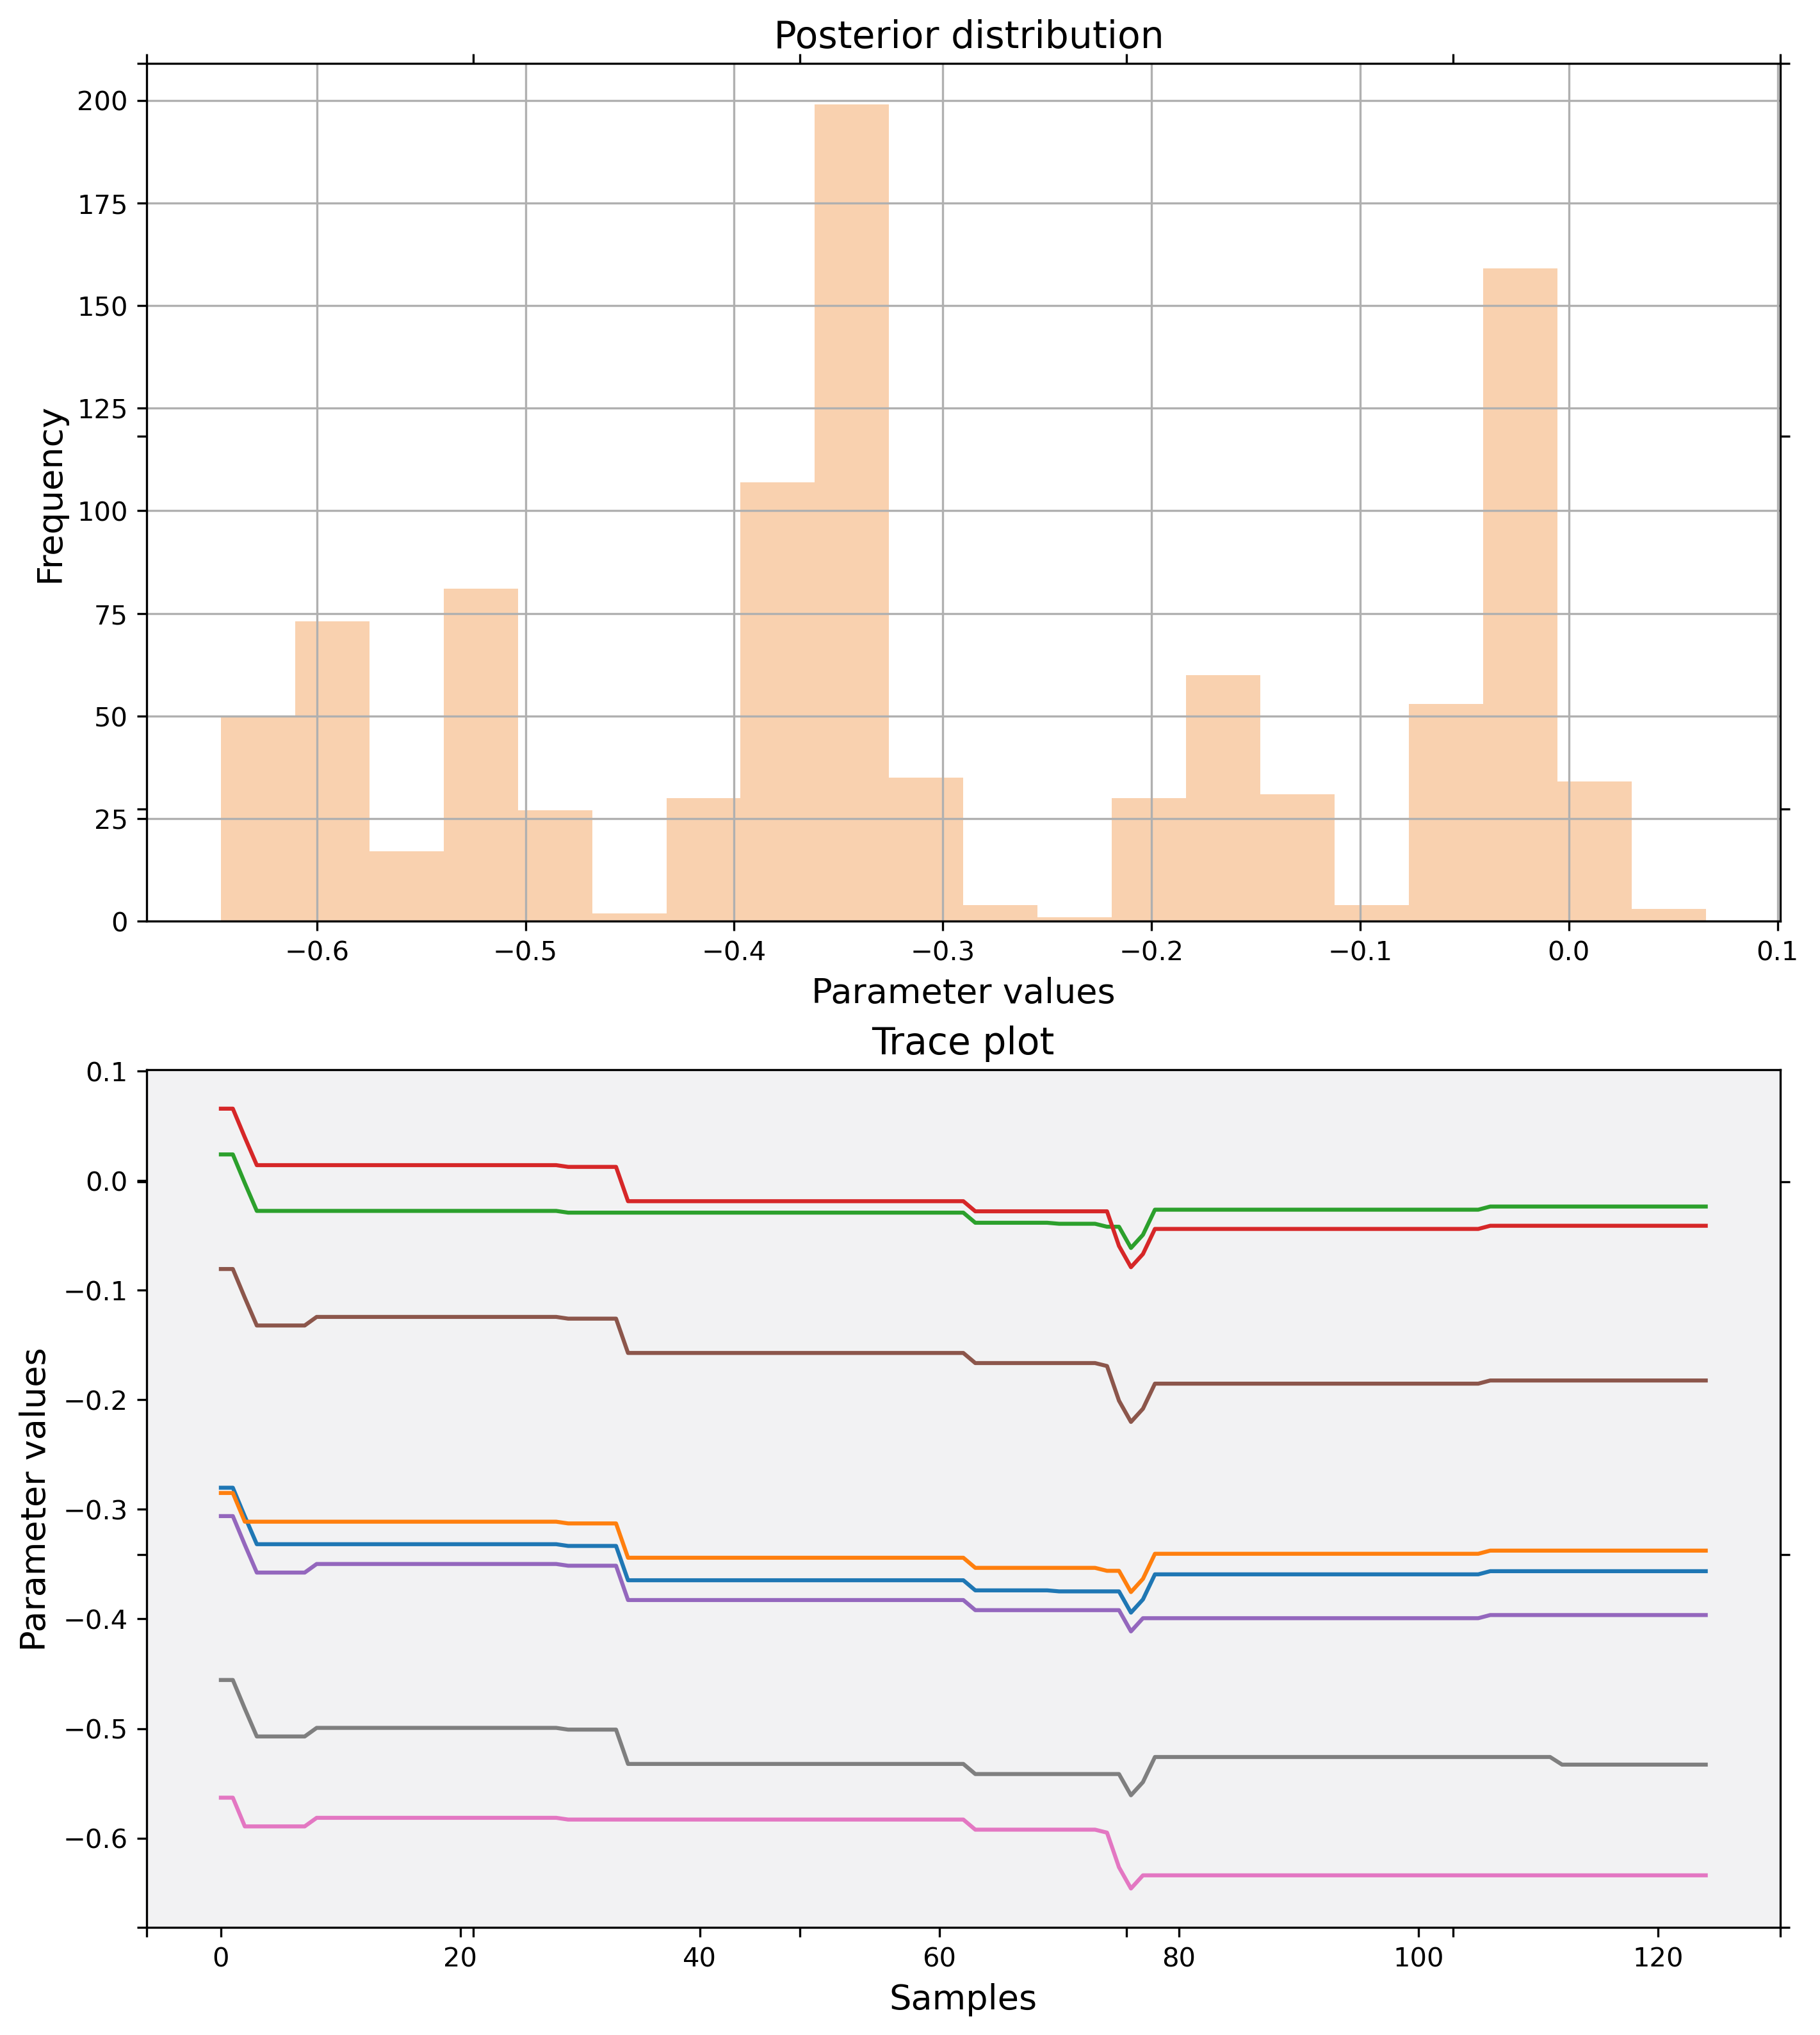 Posterior distribution
200
175
150
125
100
75
50
25
0
Frequency
−0.6 −0.5 −0.4 −0.3 −0.2 −0.1 0.0 0.1
Parameter values
Trace plot
0.1
0.0
−0.1
−0.2
−0.3
−0.4
−0.5
−0.6
Parameter values
0 20 40 60 80 100 120
Samples